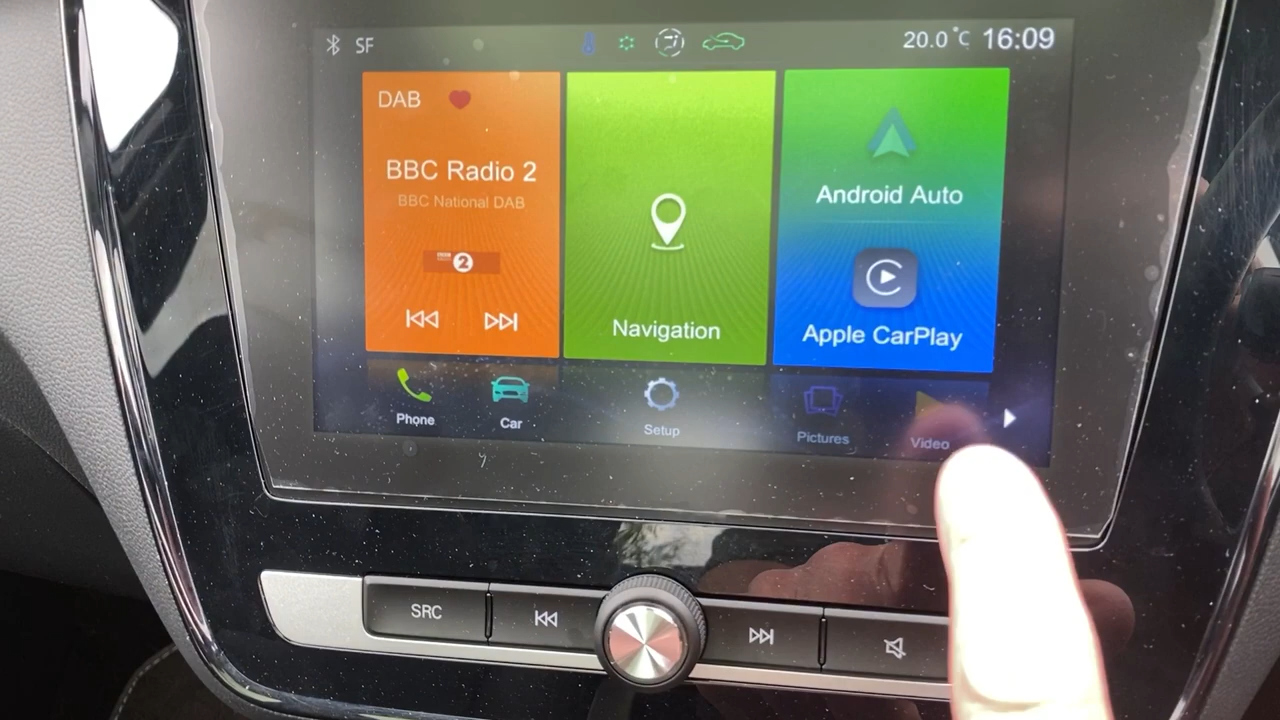 SF
20.0°C 16:09
DAB
BBC Radio 2
BBC National DAB
2
Navigation
Android Auto
Apple CarPlay
Phone
Car
Setup
Pictures
Video
SRC